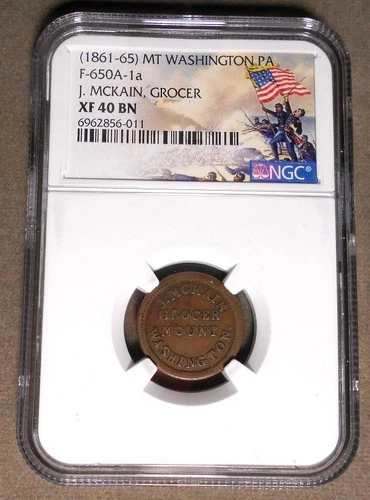 (1861-65) MT WASHINGTON PA
F-650A-1a
J. MCKAIN, GROCER
XF 40 BN
6962856-011
NGC®
J. MCKAIN
GROCER
MOUNT
WASHINGTON